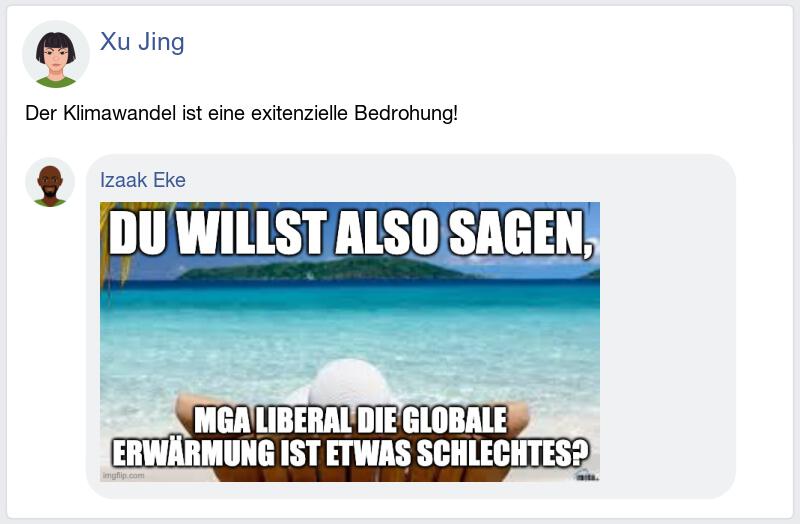 Xu Jing
Der Klimawandel ist eine exitenzielle Bedrohung!
Izaak Eke
DU WILLST ALSO SAGEN,
MGA LIBERAL DIE GLOBALE
ERWÄRMUNG IST ETWAS SCHLECHTES?
imgflip.com